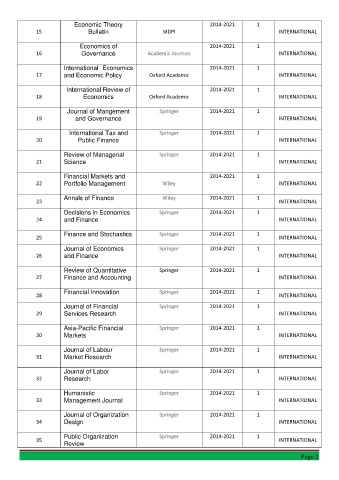 15 Economic Theory Bulletin MDPI 2014-2021 1 INTERNATIONAL
16 Economics of Governance Academic Journals 2014-2021 1 INTERNATIONAL
17 International Economics and Economic Policy Oxford Academic 2014-2021 1 INTERNATIONAL
18 International Review of Economics Oxford Academic 2014-2021 1 INTERNATIONAL
19 Journal of Mangement and Governance Springer 2014-2021 1 INTERNATIONAL
20 International Tax and Public Finance Springer 2014-2021 1 INTERNATIONAL
21 Review of Managerial Science Springer 2014-2021 1 INTERNATIONAL
22 Financial Markets and Portfolio Management Wiley 2014-2021 1 INTERNATIONAL
23 Annals of Finance Wiley 2014-2021 1 INTERNATIONAL
24 Decisions in Economics and Finance Springer 2014-2021 1 INTERNATIONAL
25 Finance and Stochastics Springer 2014-2021 1 INTERNATIONAL
26 Journal of Economics and Finance Springer 2014-2021 1 INTERNATIONAL
27 Review of Quantitative Finance and Accounting Springer 2014-2021 1 INTERNATIONAL
28 Financial Innovation Springer 2014-2021 1 INTERNATIONAL
29 Journal of Financial Services Research Springer 2014-2021 1 INTERNATIONAL
30 Asia-Pacific Financial Markets Springer 2014-2021 1 INTERNATIONAL
31 Journal of Labour Market Research Springer 2014-2021 1 INTERNATIONAL
32 Journal of Labor Research Springer 2014-2021 1 INTERNATIONAL
33 Humanistic Management Journal Springer 2014-2021 1 INTERNATIONAL
34 Journal of Organization Design Springer 2014-2021 1 INTERNATIONAL
35 Public Organization Review Springer 2014-2021 1 INTERNATIONAL
Page 2